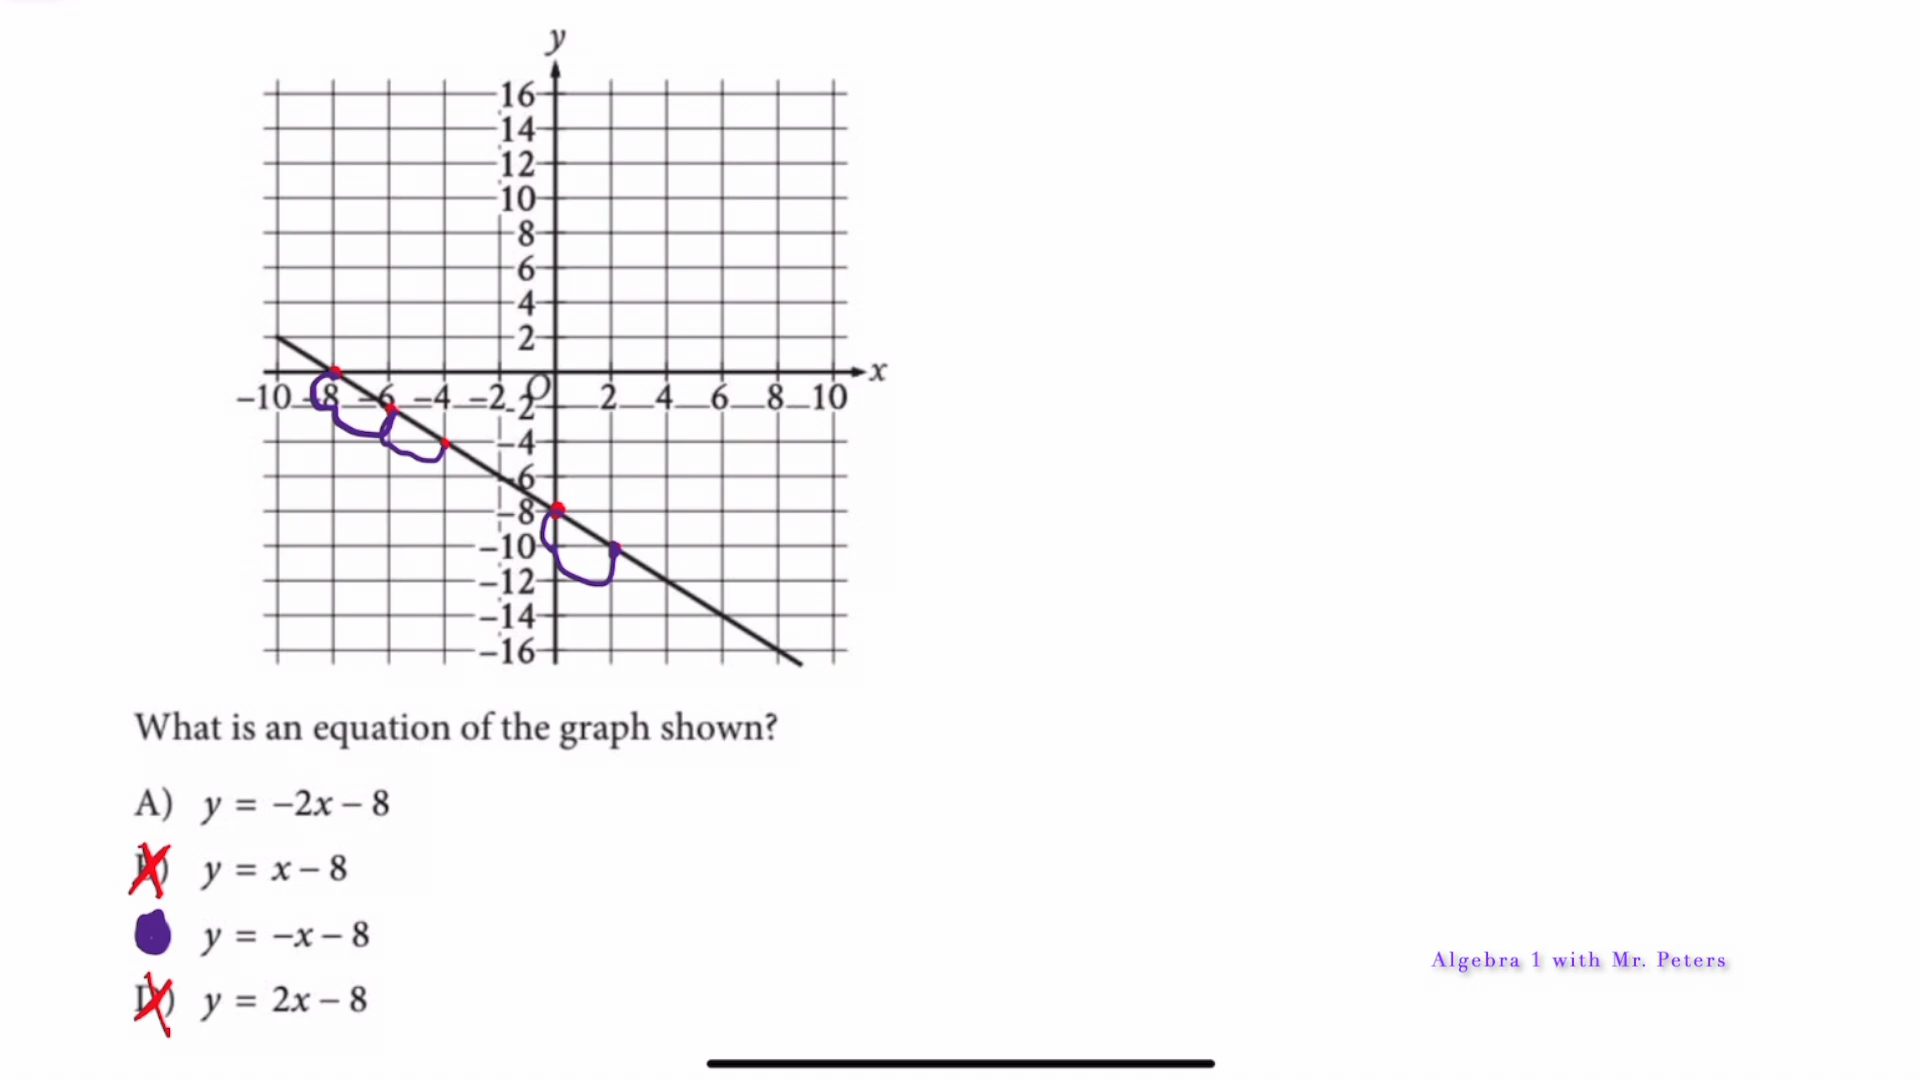 y
16
14
12
10
8
6
4
2
x
−10 −8 −6 −4 −2 O 2 4 6 8 10
-2
−4
-6
−8
−10
−12
−14
−16
What is an equation of the graph shown?
A) y = −2x − 8
y = x − 8
y = −x − 8
D) y = 2x − 8
Algebra 1 with Mr. Peters